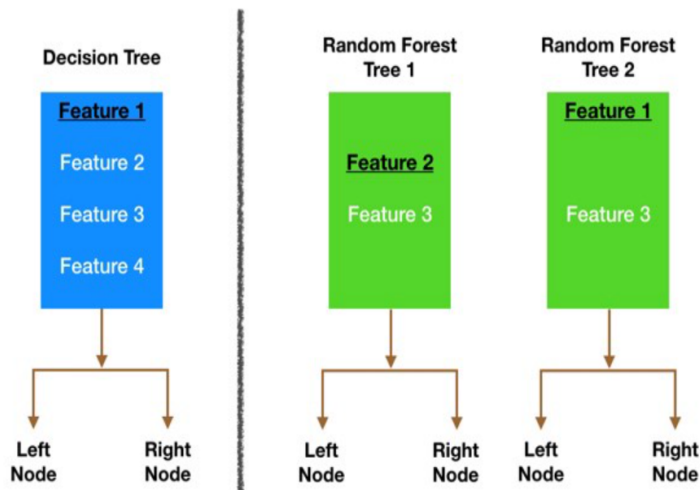 Decision Tree
Feature 1
Feature 2
Feature 3
Feature 4
Left
Node
Right
Node
Random Forest
Tree 1
Feature 2
Feature 3
Left
Node
Right
Node
Random Forest
Tree 2
Feature 1
Feature 3
Left
Node
Right
Node